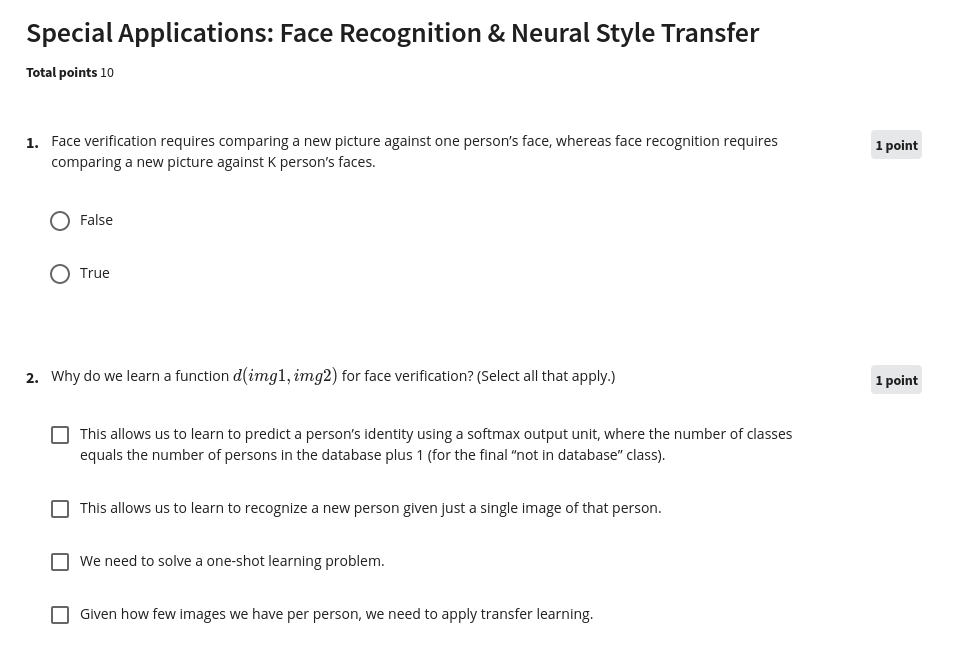 Special Applications: Face Recognition & Neural Style Transfer
Total points 10
1. Face verification requires comparing a new picture against one person’s face, whereas face recognition requires 1 point
comparing a new picture against K person’s faces.
False
True
2. Why do we learn a function d(img1, img2) for face verification? (Select all that apply.) 1 point
This allows us to learn to predict a person’s identity using a softmax output unit, where the number of classes
equals the number of persons in the database plus 1 (for the final “not in database” class).
This allows us to learn to recognize a new person given just a single image of that person.
We need to solve a one-shot learning problem.
Given how few images we have per person, we need to apply transfer learning.